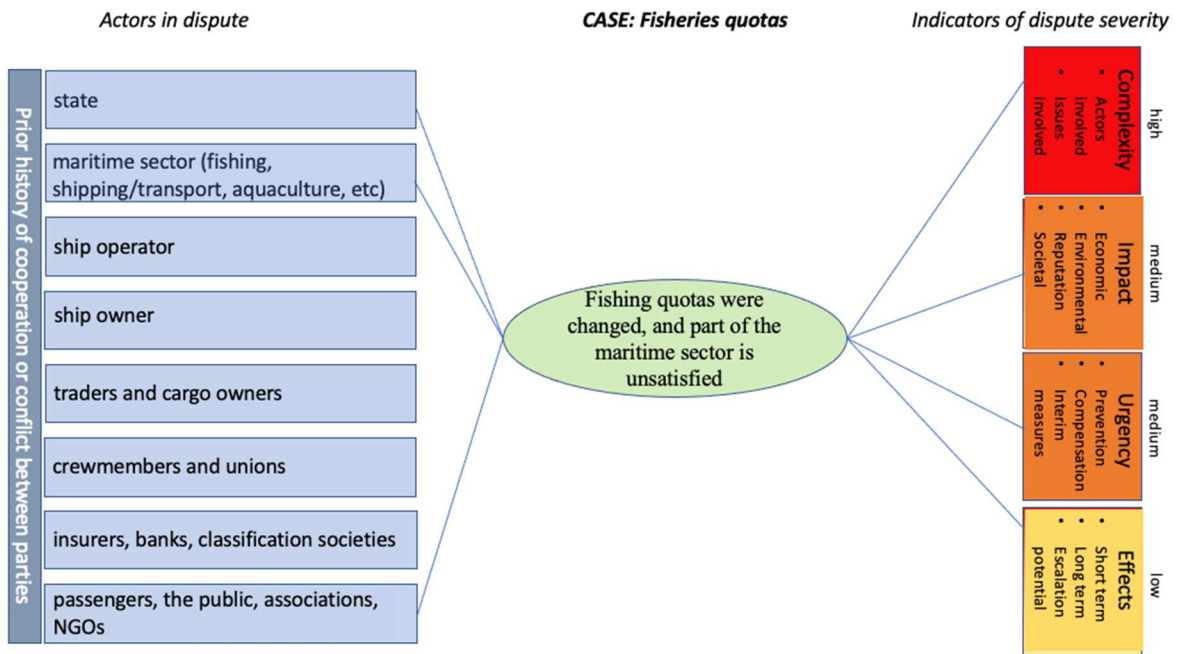 Actors in dispute
CASE: Fisheries quotas
Indicators of dispute severity
Prior history of cooperation or conflict between parties
state
maritime sector (fishing,
shipping/transport, aquaculture, etc)
ship operator
ship owner
traders and cargo owners
crewmembers and unions
insurers, banks, classification societies
passengers, the public, associations,
NGOs
Fishing quotas were
changed, and part of the
maritime sector is
unsatisfied
high
Complexity
• Actors
involved
• Issues
involved
medium
Impact
• Economic
• Environmental
• Reputation
• Societal
medium
Urgency
• Prevention
• Compensation
• Interim
measures
low
Effects
• Short term
• Long term
• Escalation
potential